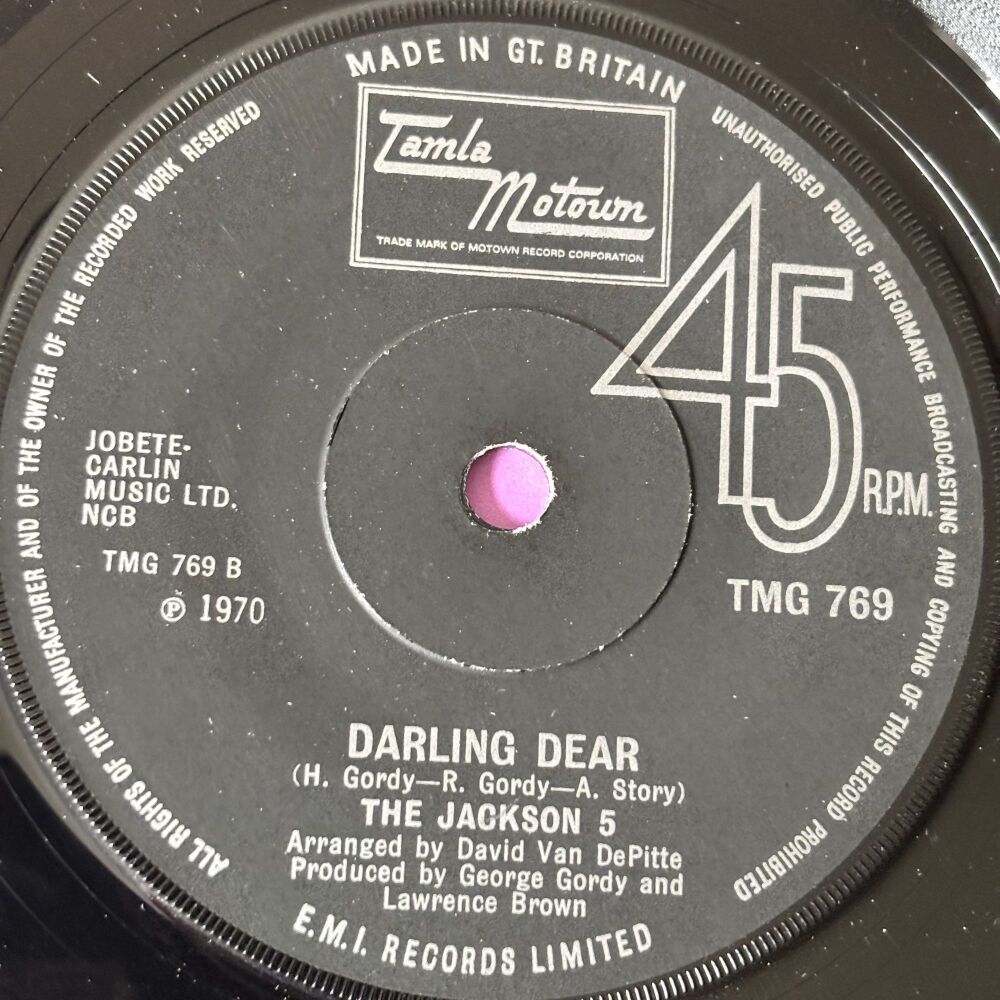 MADE IN GT. BRITAIN
UNAUTHORISED PUBLIC PERFORMANCE BROADCASTING AND COPYING OF THIS RECORD PROHIBITED
ALL RIGHTS OF THE MANUFACTURER AND OF THE OWNER OF THE RECORDED WORK RESERVED
Tamla
Motown
TRADE MARK OF MOTOWN RECORD CORPORATION
45
R.P.M.
JOBETE-
CARLIN
MUSIC LTD.
NCB
TMG 769 B
℗ 1970
TMG 769
DARLING DEAR
(H. Gordy—R. Gordy—A. Story)
THE JACKSON 5
Arranged by David Van DePitte
Produced by George Gordy and
Lawrence Brown
E.M.I. RECORDS LIMITED